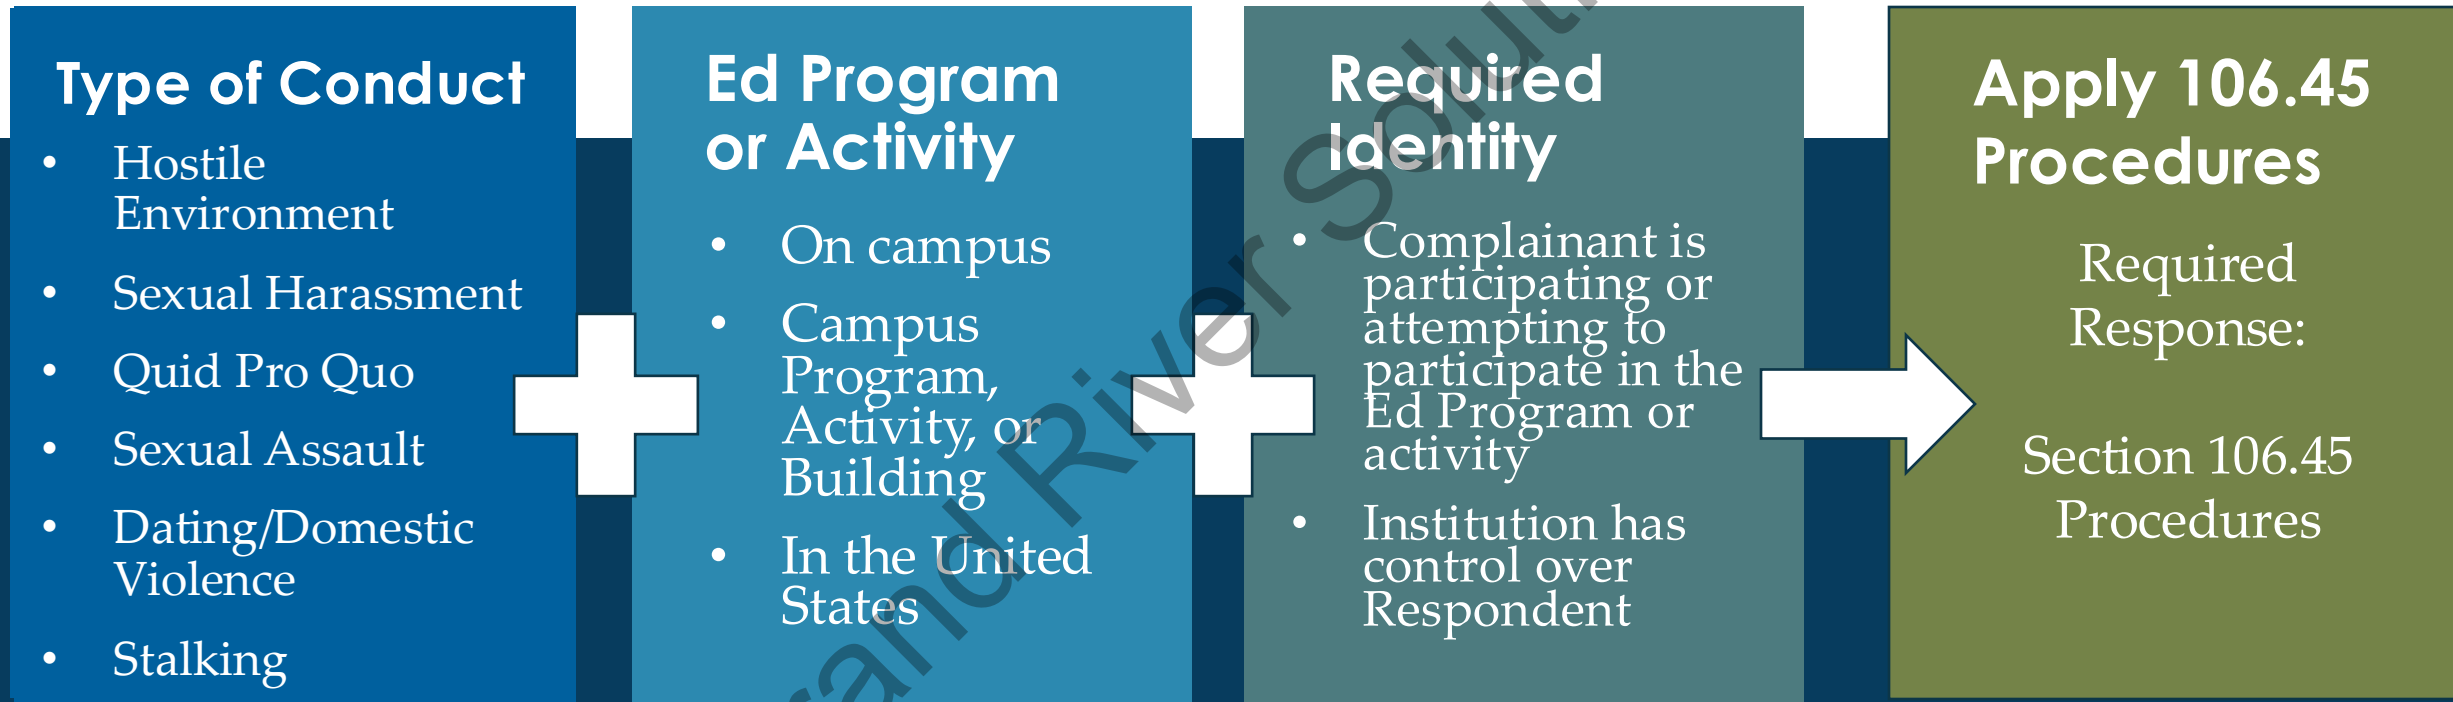 Type of Conduct
• Hostile
Environment
• Sexual Harassment
• Quid Pro Quo
• Sexual Assault
• Dating/Domestic
Violence
• Stalking
Ed Program
or Activity
• On campus
• Campus
Program,
Activity, or
Building
• In the United
States
Required
Identity
• Complainant is
participating or
attempting to
participate in the
Ed Program or
activity
• Institution has
control over
Respondent
Apply 106.45
Procedures
Required
Response:
Section 106.45
Procedures
River